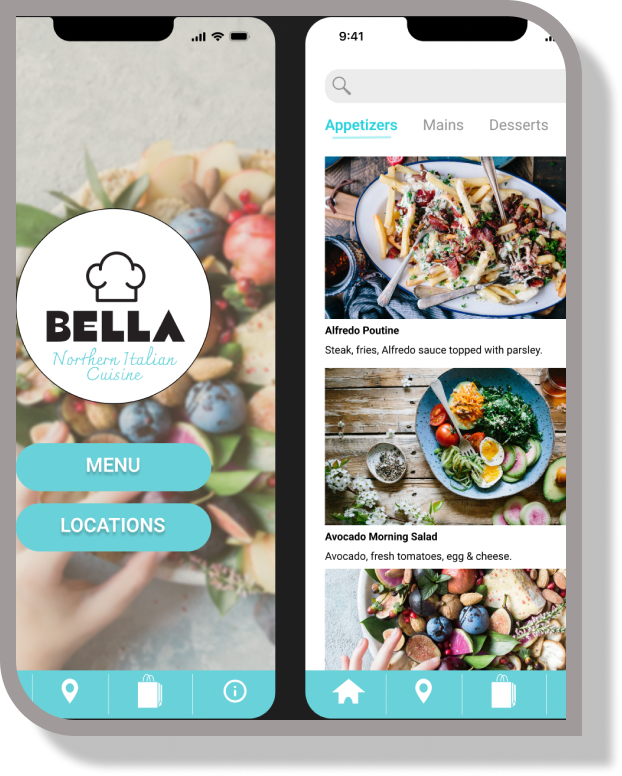 BELLA
Northern Italian
Cuisine
MENU
LOCATIONS
9:41
Appetizers Mains Desserts
Alfredo Poutine
Steak, fries, Alfredo sauce topped with parsley.
Avocado Morning Salad
Avocado, fresh tomatoes, egg & cheese.